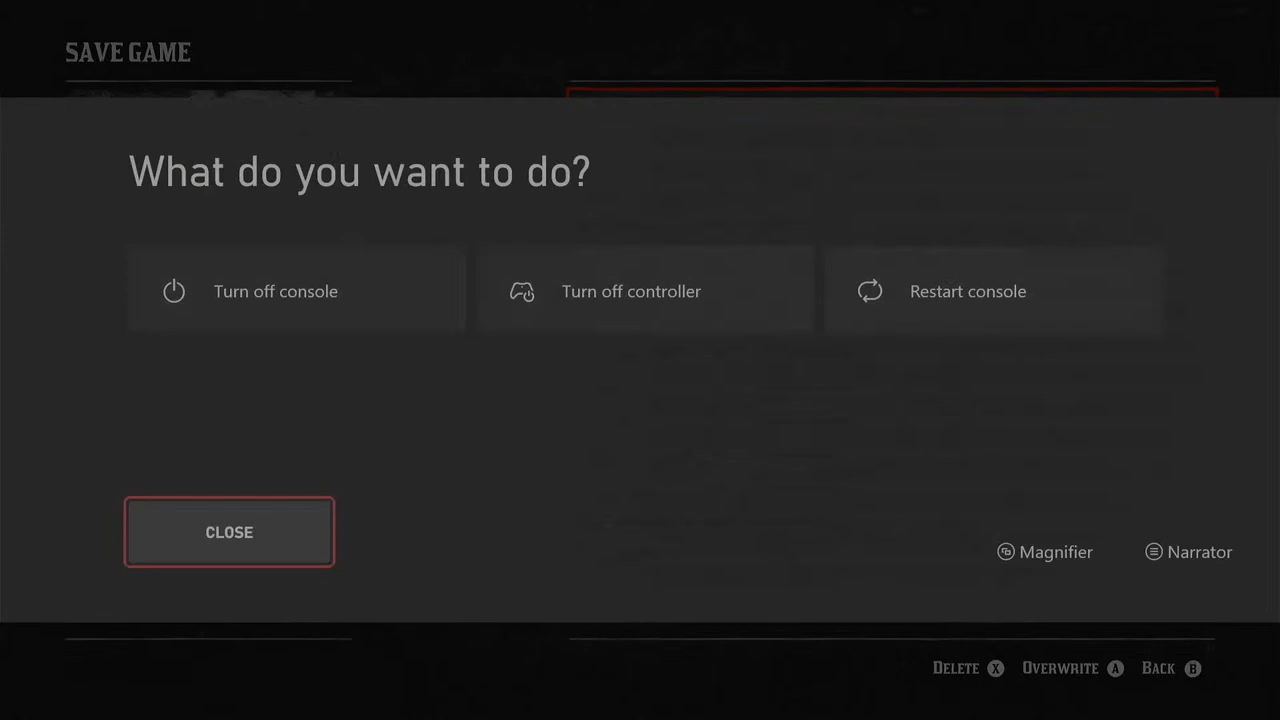 SAVE GAME
What do you want to do?
Turn off console
Turn off controller
Restart console
CLOSE
Magnifier
Narrator
DELETE X OVERWRITE A BACK B